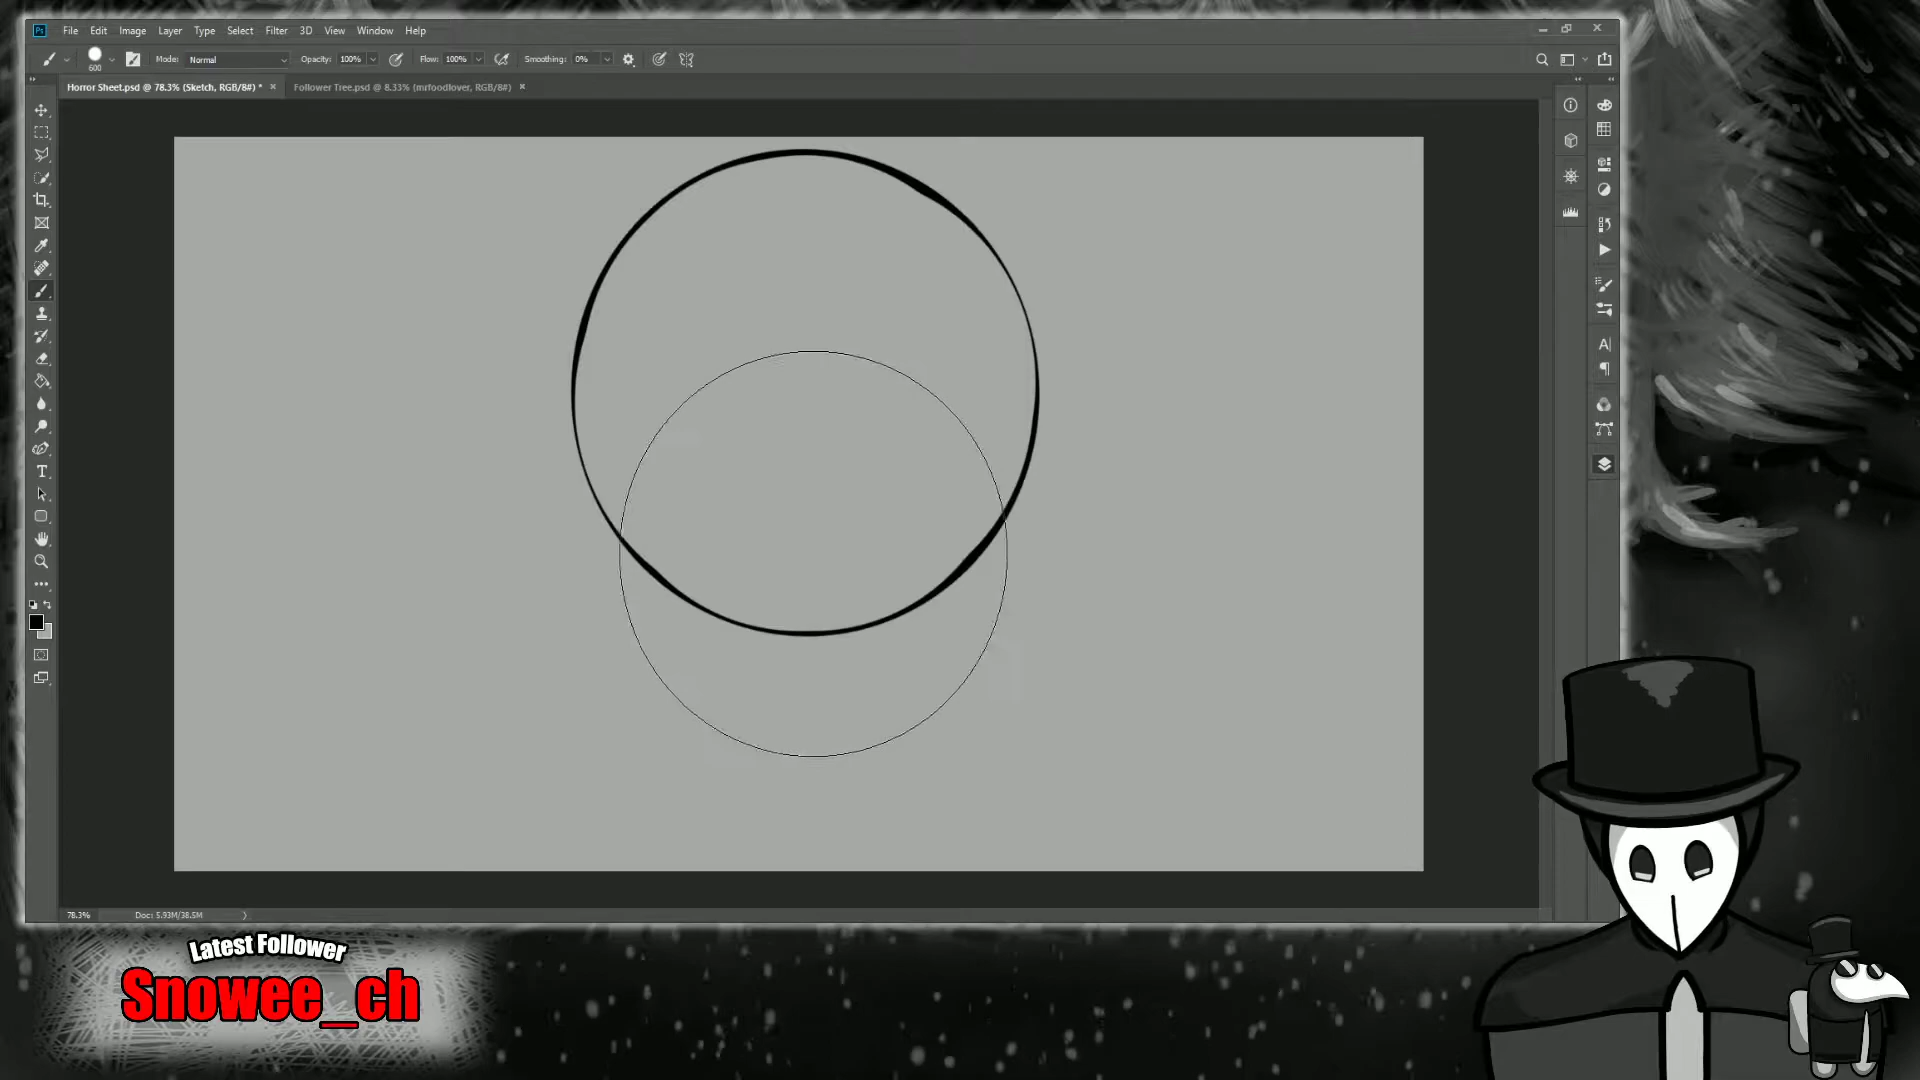 Ps File Edit Image Layer Type Select Filter 3D View Window Help
600 Mode: Normal Opacity: 100% Flow: 100% Smoothing: 0%
Horror Sheet.psd @ 78.3% (Sketch, RGB/8#) * × Follower Tree.psd @ 8.33% (mrfoodlover, RGB/8#) ×
78.3% Doc: 5.93M/38.5M
Latest Follower
Snowee_ch